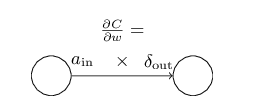 ∂C/∂w =
a_in × δ_out